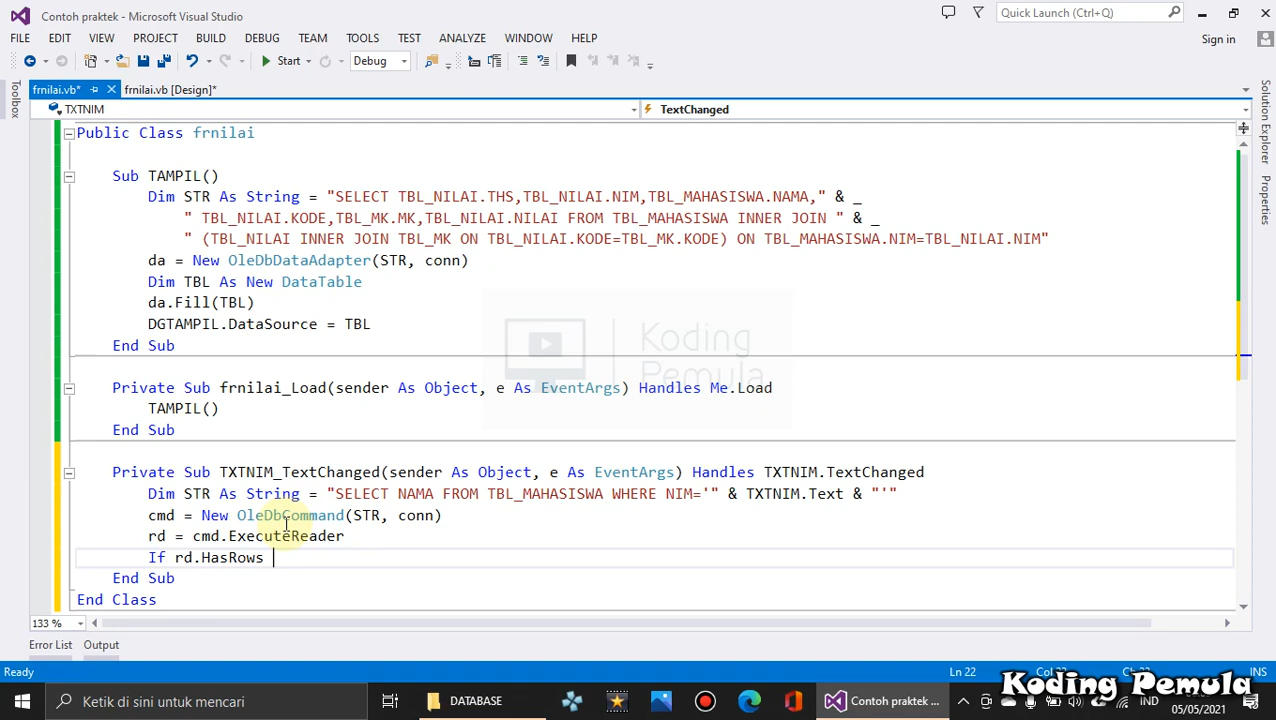 Contoh praktek - Microsoft Visual Studio
Quick Launch (Ctrl+Q)
FILE EDIT VIEW PROJECT BUILD DEBUG TEAM TOOLS TEST ANALYZE WINDOW HELP
Sign in
Start Debug
frnilai.vb* frnilai.vb [Design]*
TXTNIM TextChanged
Toolbox
Solution Explorer
Properties
Public Class frnilai
Sub TAMPIL()
Dim STR As String = "SELECT TBL_NILAI.THS,TBL_NILAI.NIM,TBL_MAHASISWA.NAMA," & _
" TBL_NILAI.KODE,TBL_MK.MK,TBL_NILAI.NILAI FROM TBL_MAHASISWA INNER JOIN " & _
" (TBL_NILAI INNER JOIN TBL_MK ON TBL_NILAI.KODE=TBL_MK.KODE) ON TBL_MAHASISWA.NIM=TBL_NILAI.NIM"
da = New OleDbDataAdapter(STR, conn)
Dim TBL As New DataTable
da.Fill(TBL)
DGTAMPIL.DataSource = TBL
End Sub
Koding
Pemula
Private Sub frnilai_Load(sender As Object, e As EventArgs) Handles Me.Load
TAMPIL()
End Sub
Private Sub TXTNIM_TextChanged(sender As Object, e As EventArgs) Handles TXTNIM.TextChanged
Dim STR As String = "SELECT NAMA FROM TBL_MAHASISWA WHERE NIM='" & TXTNIM.Text & "'"
cmd = New OleDbCommand(STR, conn)
rd = cmd.ExecuteReader
If rd.HasRows
End Sub
End Class
133 %
Error List Output
Ready Ln 22 INS
Koding Pemula
Ketik di sini untuk mencari DATABASE Contoh praktek ... IND
05/05/2021